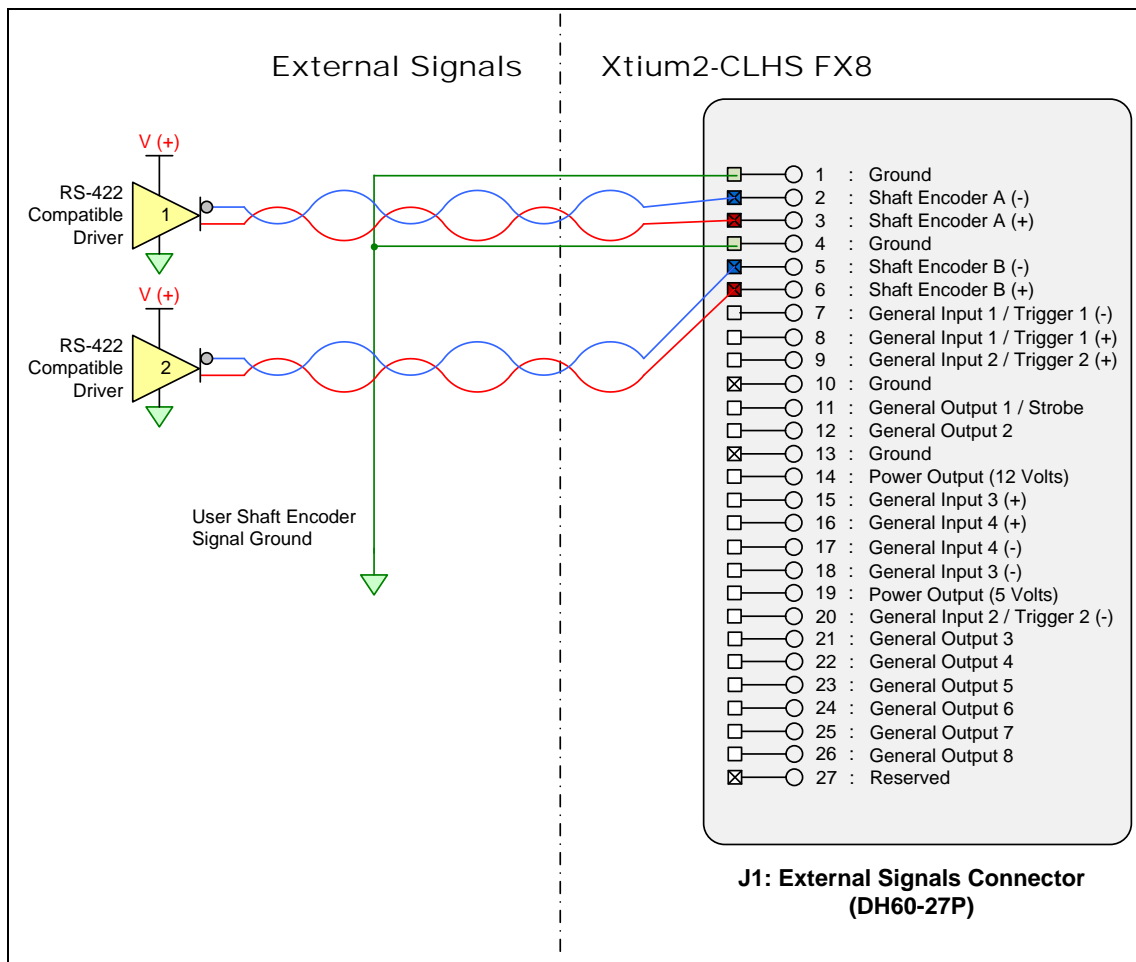 External Signals
Xtium2-CLHS FX8
V (+)
RS-422
Compatible
Driver
1
V (+)
RS-422
Compatible
Driver
2
User Shaft Encoder
Signal Ground
1 : Ground
2 : Shaft Encoder A (-)
3 : Shaft Encoder A (+)
4 : Ground
5 : Shaft Encoder B (-)
6 : Shaft Encoder B (+)
7 : General Input 1 / Trigger 1 (-)
8 : General Input 1 / Trigger 1 (+)
9 : General Input 2 / Trigger 2 (+)
10 : Ground
11 : General Output 1 / Strobe
12 : General Output 2
13 : Ground
14 : Power Output (12 Volts)
15 : General Input 3 (+)
16 : General Input 4 (+)
17 : General Input 4 (-)
18 : General Input 3 (-)
19 : Power Output (5 Volts)
20 : General Input 2 / Trigger 2 (-)
21 : General Output 3
22 : General Output 4
23 : General Output 5
24 : General Output 6
25 : General Output 7
26 : General Output 8
27 : Reserved
J1: External Signals Connector
(DH60-27P)